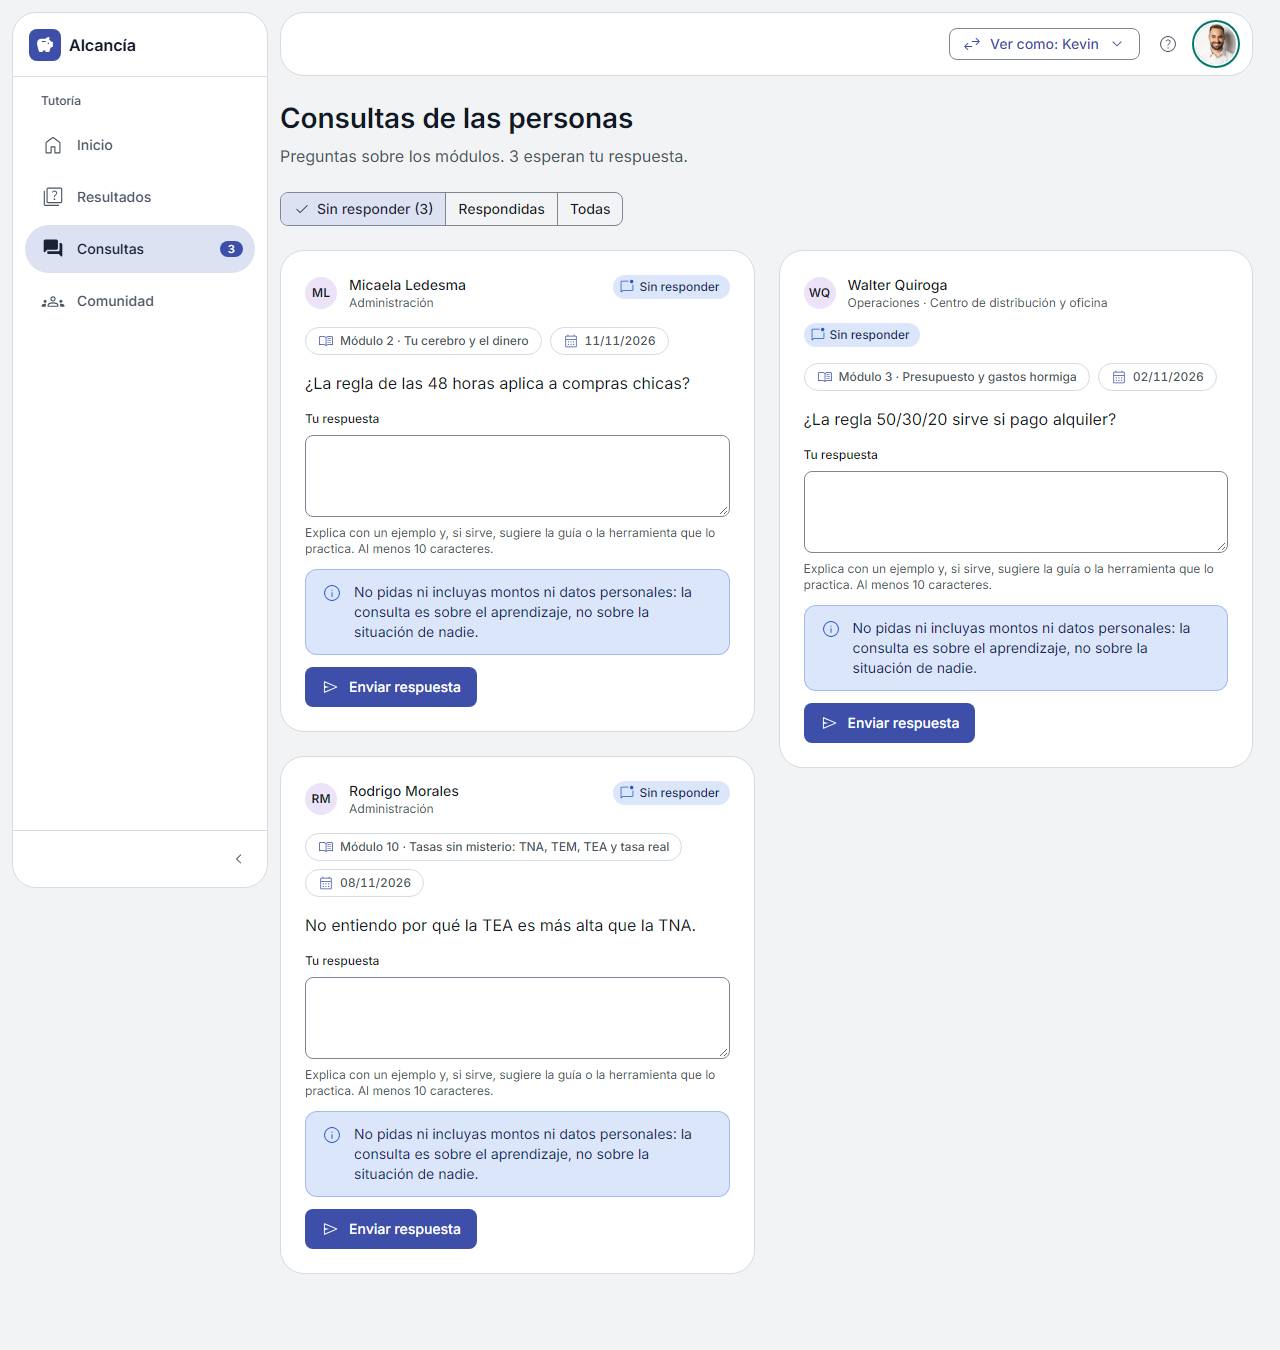 Alcancía
Ver como: Kevin
Tutoría
Inicio
Resultados
Consultas
3
Comunidad
Consultas de las personas
Preguntas sobre los módulos. 3 esperan tu respuesta.
Sin responder (3)
Respondidas
Todas
ML
Micaela Ledesma
Administración
Sin responder
Módulo 2 · Tu cerebro y el dinero
11/11/2026
¿La regla de las 48 horas aplica a compras chicas?
Tu respuesta
Explica con un ejemplo y, si sirve, sugiere la guía o la herramienta que lo
practica. Al menos 10 caracteres.
No pidas ni incluyas montos ni datos personales: la
consulta es sobre el aprendizaje, no sobre la
situación de nadie.
Enviar respuesta
WQ
Walter Quiroga
Operaciones · Centro de distribución y oficina
Sin responder
Módulo 3 · Presupuesto y gastos hormiga
02/11/2026
¿La regla 50/30/20 sirve si pago alquiler?
Tu respuesta
Explica con un ejemplo y, si sirve, sugiere la guía o la herramienta que lo
practica. Al menos 10 caracteres.
No pidas ni incluyas montos ni datos personales: la
consulta es sobre el aprendizaje, no sobre la
situación de nadie.
Enviar respuesta
RM
Rodrigo Morales
Administración
Sin responder
Módulo 10 · Tasas sin misterio: TNA, TEM, TEA y tasa real
08/11/2026
No entiendo por qué la TEA es más alta que la TNA.
Tu respuesta
Explica con un ejemplo y, si sirve, sugiere la guía o la herramienta que lo
practica. Al menos 10 caracteres.
No pidas ni incluyas montos ni datos personales: la
consulta es sobre el aprendizaje, no sobre la
situación de nadie.
Enviar respuesta